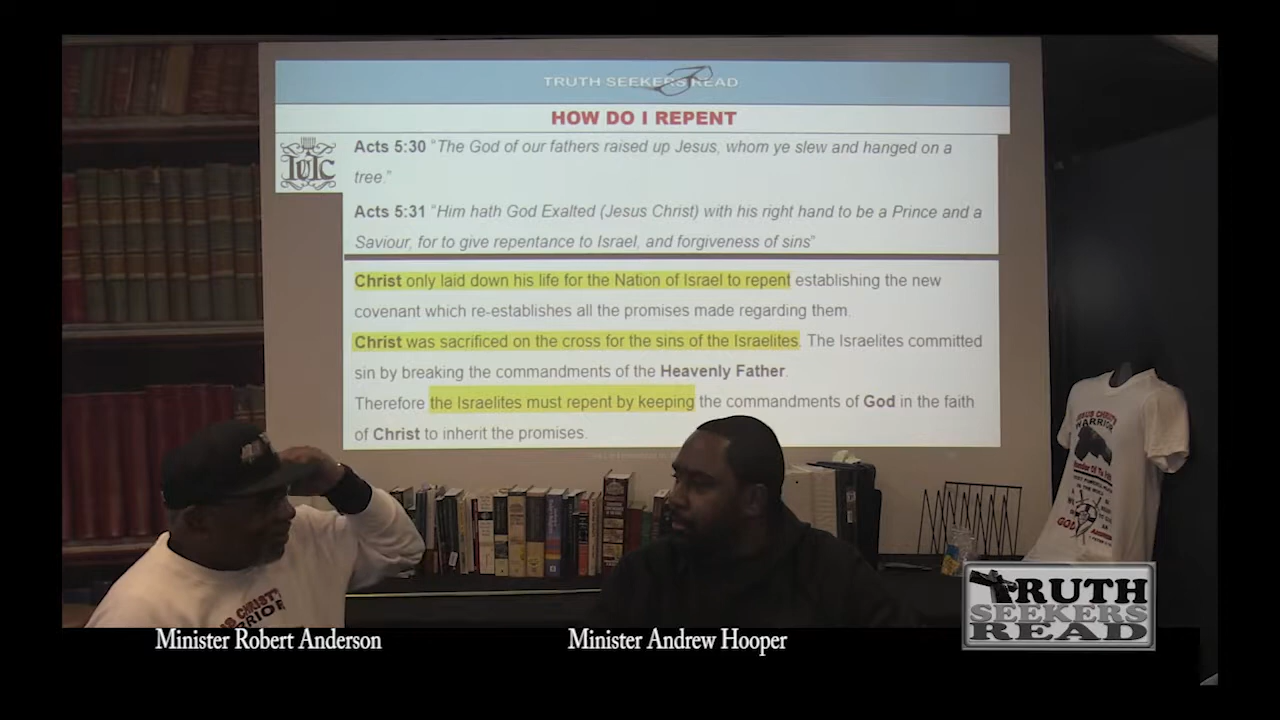 TRUTH SEEKERS READ
HOW DO I REPENT
IUIC
Acts 5:30 “The God of our fathers raised up Jesus, whom ye slew and hanged on a
tree.”
Acts 5:31 “Him hath God Exalted (Jesus Christ) with his right hand to be a Prince and a
Saviour, for to give repentance to Israel, and forgiveness of sins”
Christ only laid down his life for the Nation of Israel to repent establishing the new
covenant which re-establishes all the promises made regarding them.
Christ was sacrificed on the cross for the sins of the Israelites. The Israelites committed
sin by breaking the commandments of the Heavenly Father.
Therefore the Israelites must repent by keeping the commandments of God in the faith
of Christ to inherit the promises.
JESUS CHRIST'S
WARRIOR
GOD
TRUTH
SEEKERS
READ
Minister Robert Anderson
Minister Andrew Hooper